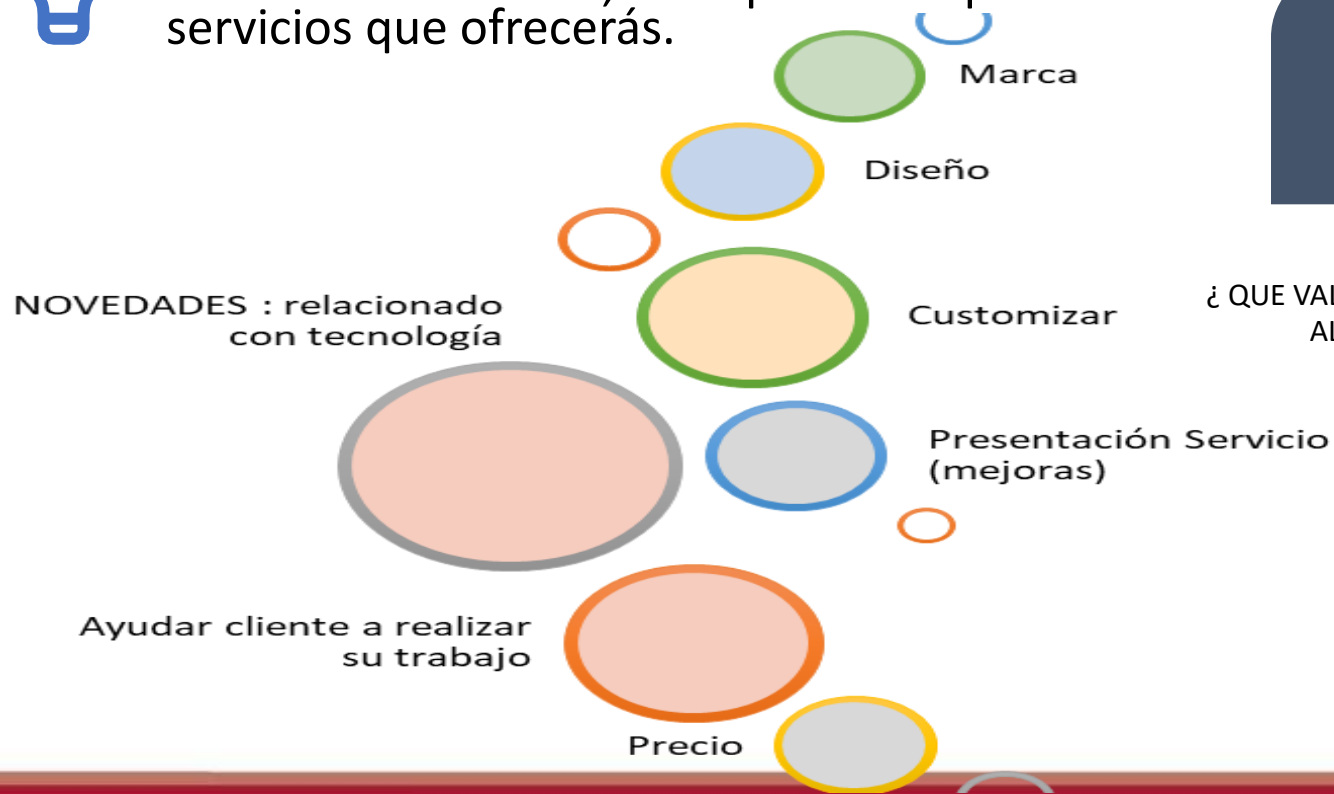 servicios que ofrecerás.
Marca
Diseño
NOVEDADES : relacionado
con tecnología
Customizar
¿ QUE
Presentación Servicio
(mejoras)
Ayudar cliente a realizar
su trabajo
Precio